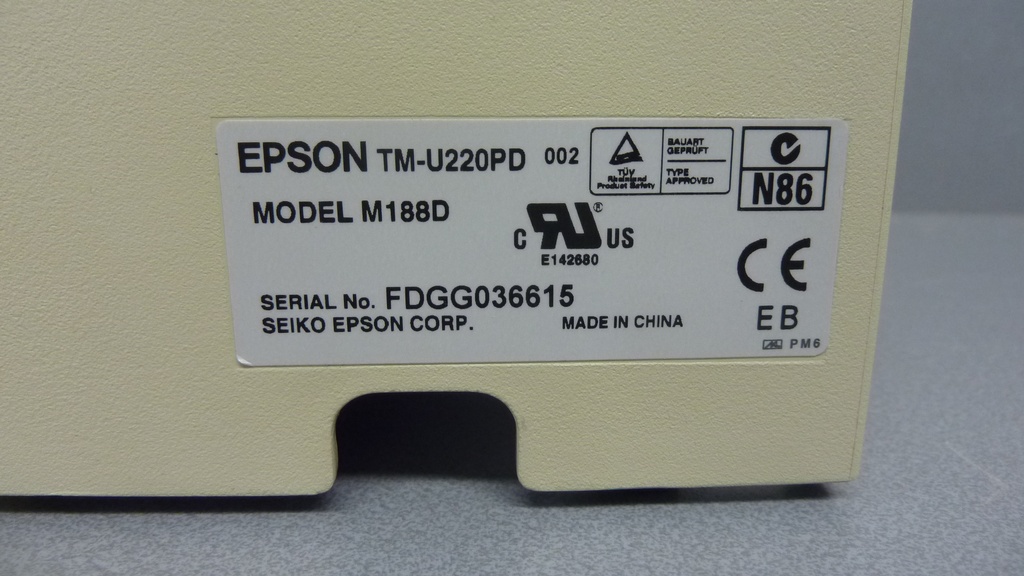 EPSON TM-U220PD 002
TÜV
Rheinland
Product Safety
BAUART
GEPRÜFT
TYPE
APPROVED
N86
MODEL M188D
C RU® US
E142680
CE
SERIAL No. FDGG036615
SEIKO EPSON CORP. MADE IN CHINA
EB
PM6